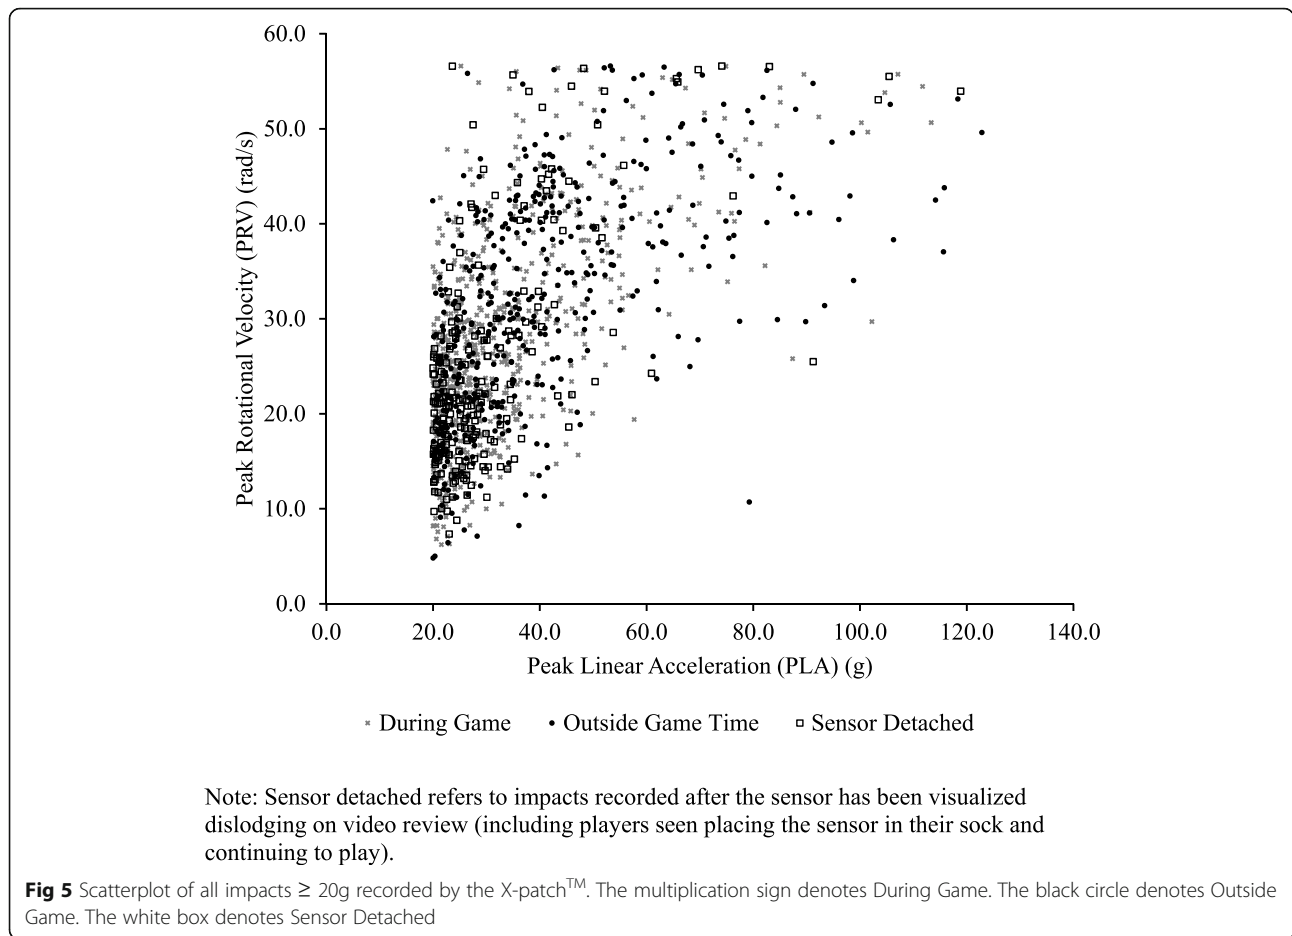 60.0
50.0
40.0
30.0
20.0
10.0
0.0
Peak Rotational Velocity (PRV) (rad/s)
0.0 20.0 40.0 60.0 80.0 100.0 120.0 140.0
Peak Linear Acceleration (PLA) (g)
During Game Outside Game Time Sensor Detached
Note: Sensor detached refers to impacts recorded after the sensor has been visualized
dislodging on video review (including players seen placing the sensor in their sock and
continuing to play).
Fig 5 Scatterplot of all impacts ≥ 20g recorded by the X-patch™. The multiplication sign denotes During Game. The black circle denotes Outside
Game. The white box denotes Sensor Detached